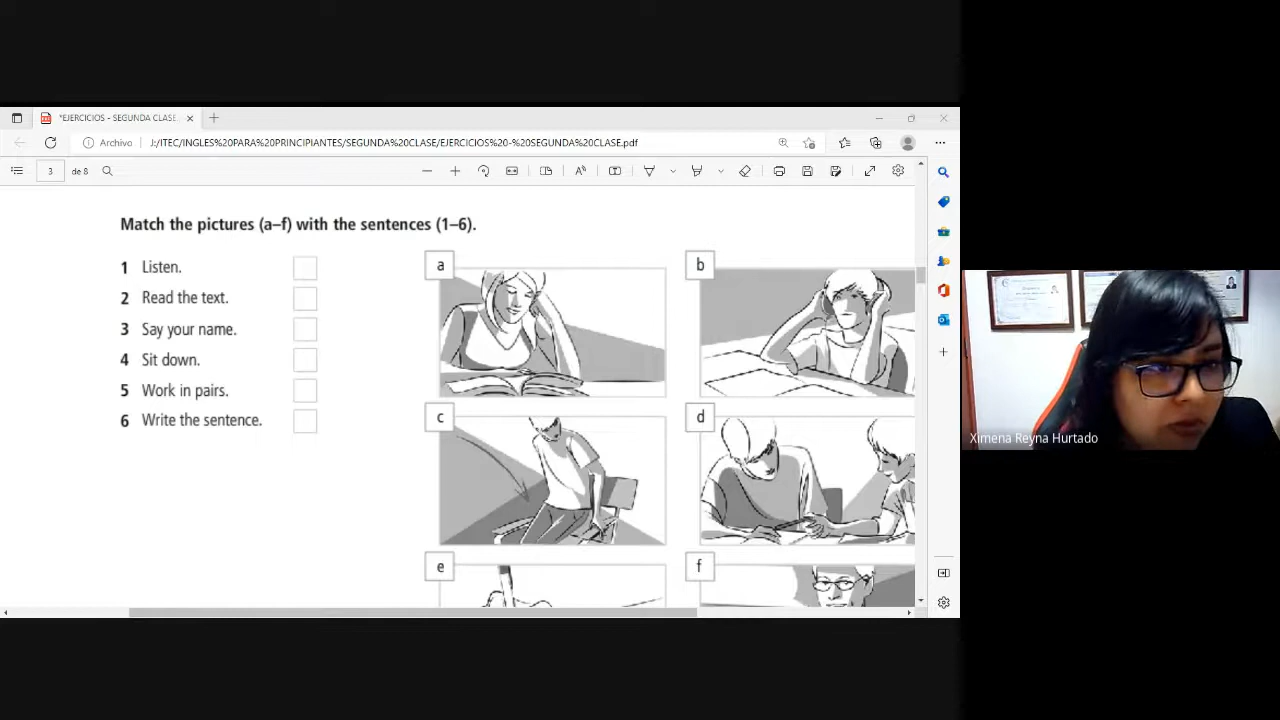 *EJERCICIOS - SEGUNDA CLASE
Archivo
J:/ITEC/INGLES%20PARA%20PRINCIPIANTES/SEGUNDA%20CLASE/EJERCICIOS%20-%20SEGUNDA%20CLASE.pdf
3 de 8
Match the pictures (a–f) with the sentences (1–6).
1 Listen.
2 Read the text.
3 Say your name.
4 Sit down.
5 Work in pairs.
6 Write the sentence.
a
b
c
d
e
f
Ximena Reyna Hurtado